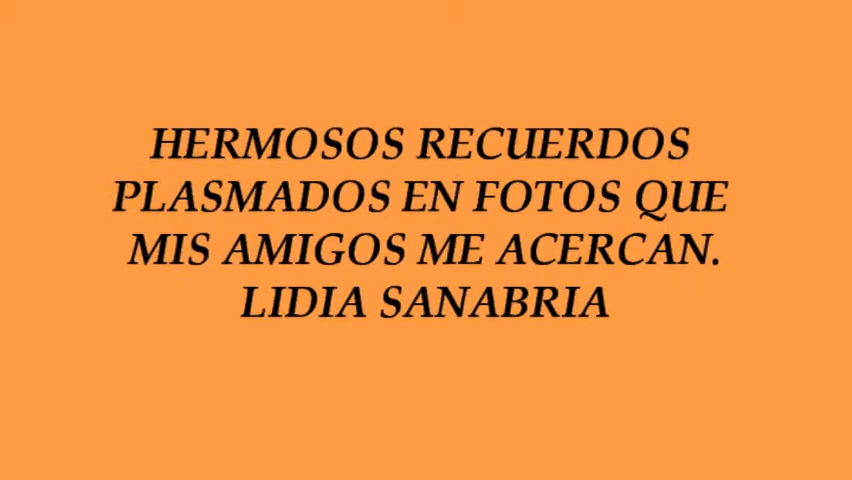 HERMOSOS RECUERDOS
PLASMADOS EN FOTOS QUE
MIS AMIGOS ME ACERCAN.
LIDIA SANABRIA